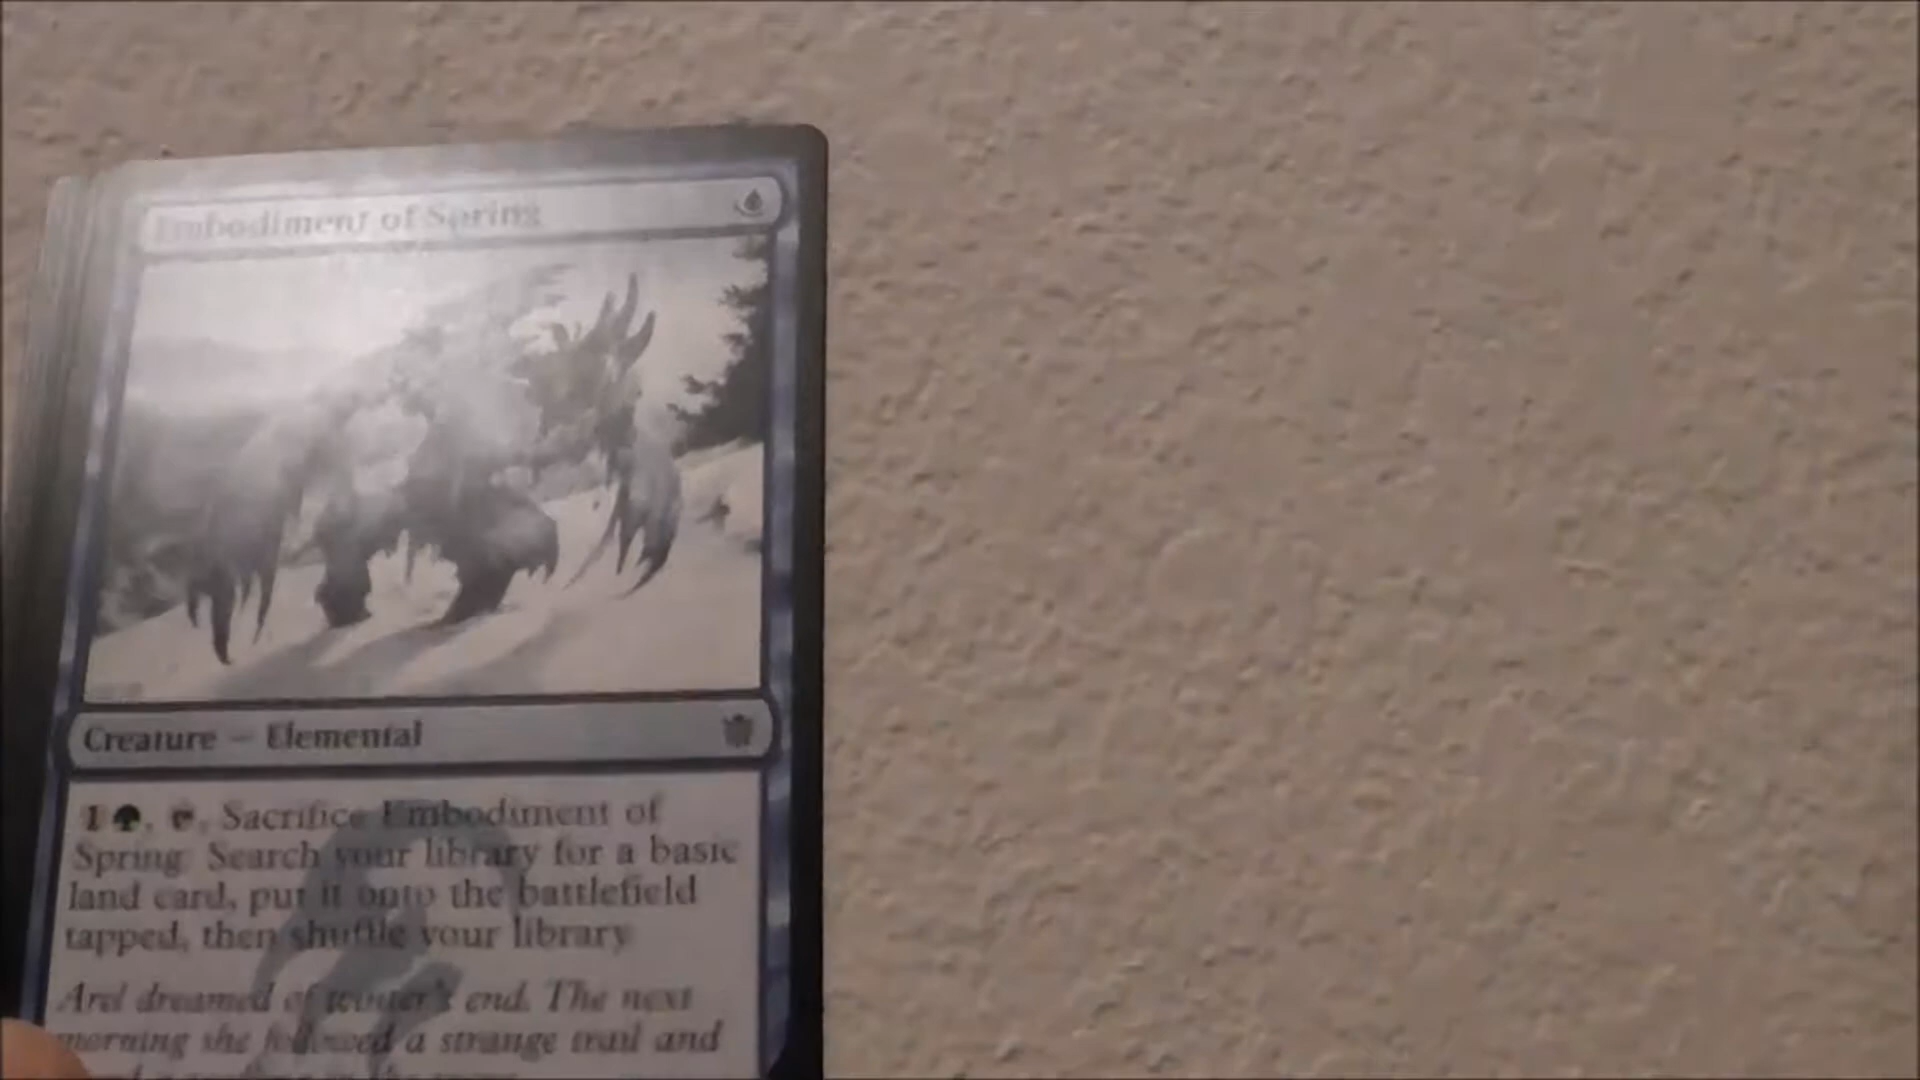 Embodiment of Spring
Creature — Elemental
1, Sacrifice Embodiment of
Spring: Search your library for a basic
land card, put it onto the battlefield
tapped, then shuffle your library.
Arel dreamed of winter's end. The next
morning she followed a strange trail and